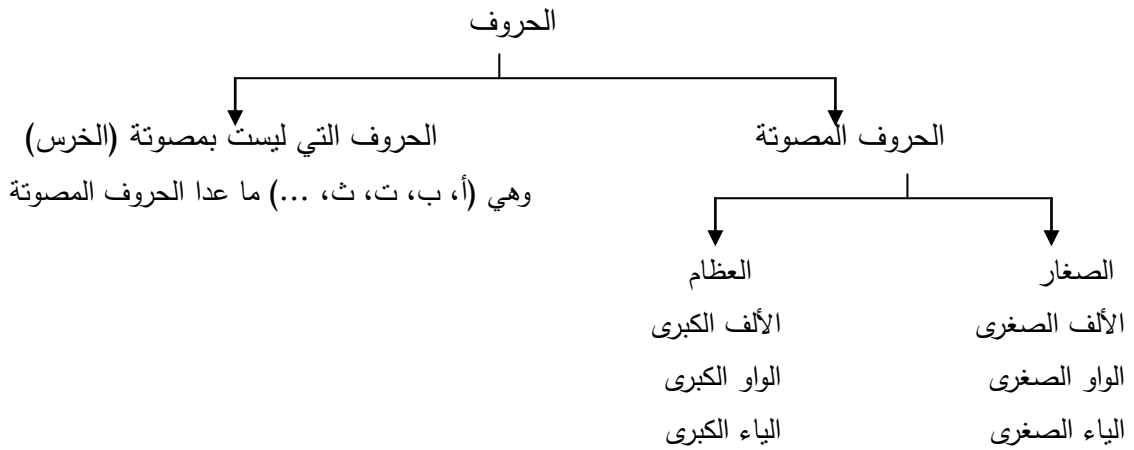 الحروف
الحروف المصوتة
الحروف التي ليست بمصوتة (الخرس)
وهي (أ، ب، ت، ث، ...) ما عدا الحروف المصوتة
الصغار
العظام
الألف الصغرى
الألف الكبرى
الواو الصغرى
الواو الكبرى
الياء الصغرى
الياء الكبرى